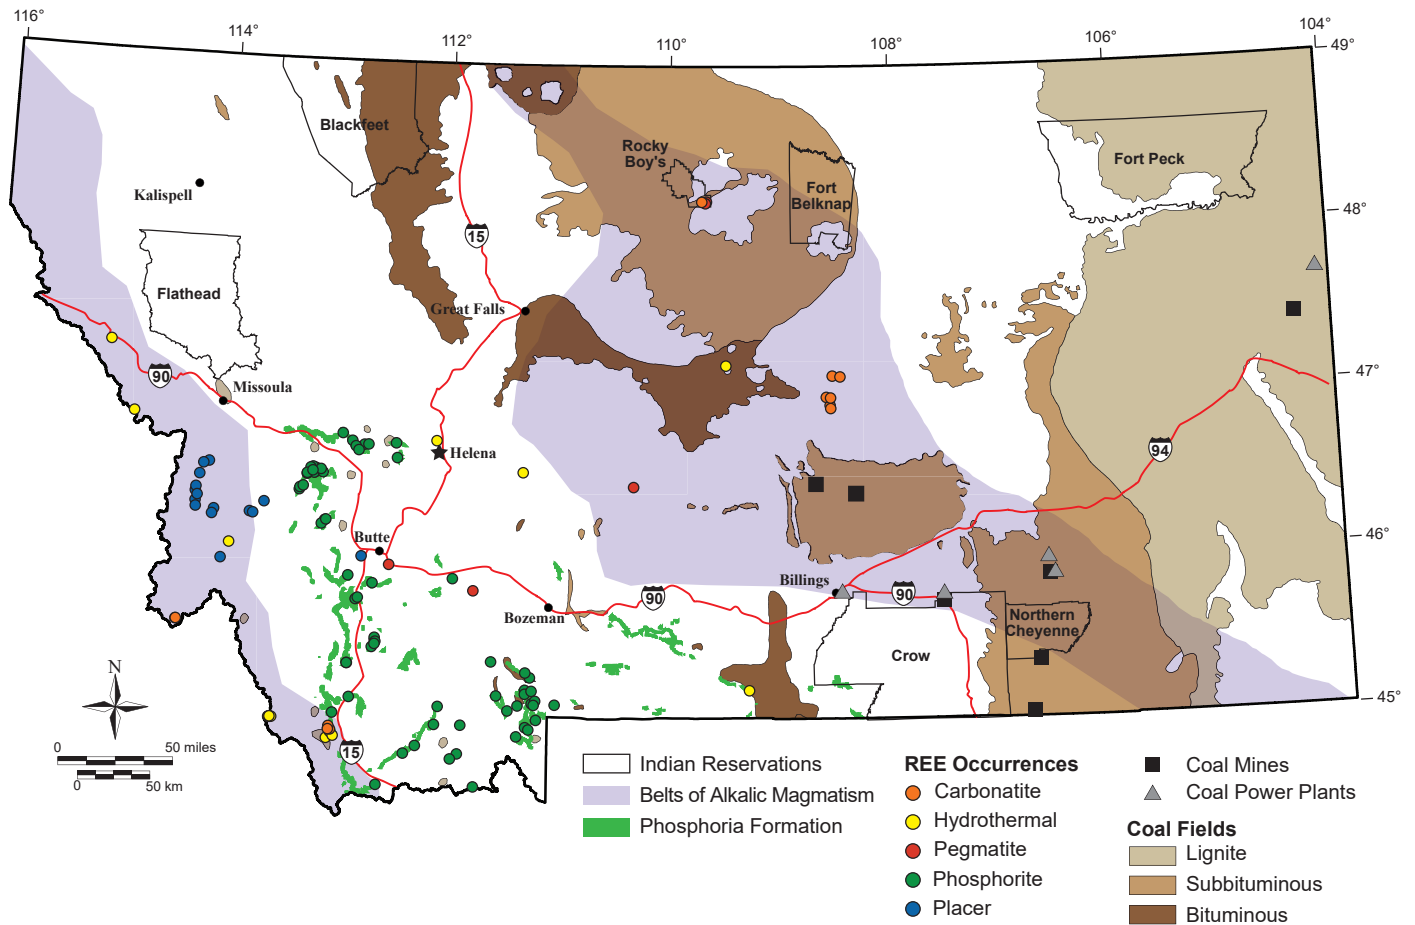 116°
114°
112°
110°
108°
106°
104°
49°
48°
47°
46°
45°
Blackfeet
Rocky
Boy's
Fort
Belknap
Fort Peck
Kalispell
15
Flathead
Great Falls
90
Missoula
Helena
94
Butte
Billings
90
90
Bozeman
Northern
Cheyenne
Crow
N
0 50 miles
0 50 km
15
Indian Reservations
Belts of Alkalic Magmatism
Phosphoria Formation
REE Occurrences
Carbonatite
Hydrothermal
Pegmatite
Phosphorite
Placer
Coal Mines
Coal Power Plants
Coal Fields
Lignite
Subbituminous
Bituminous